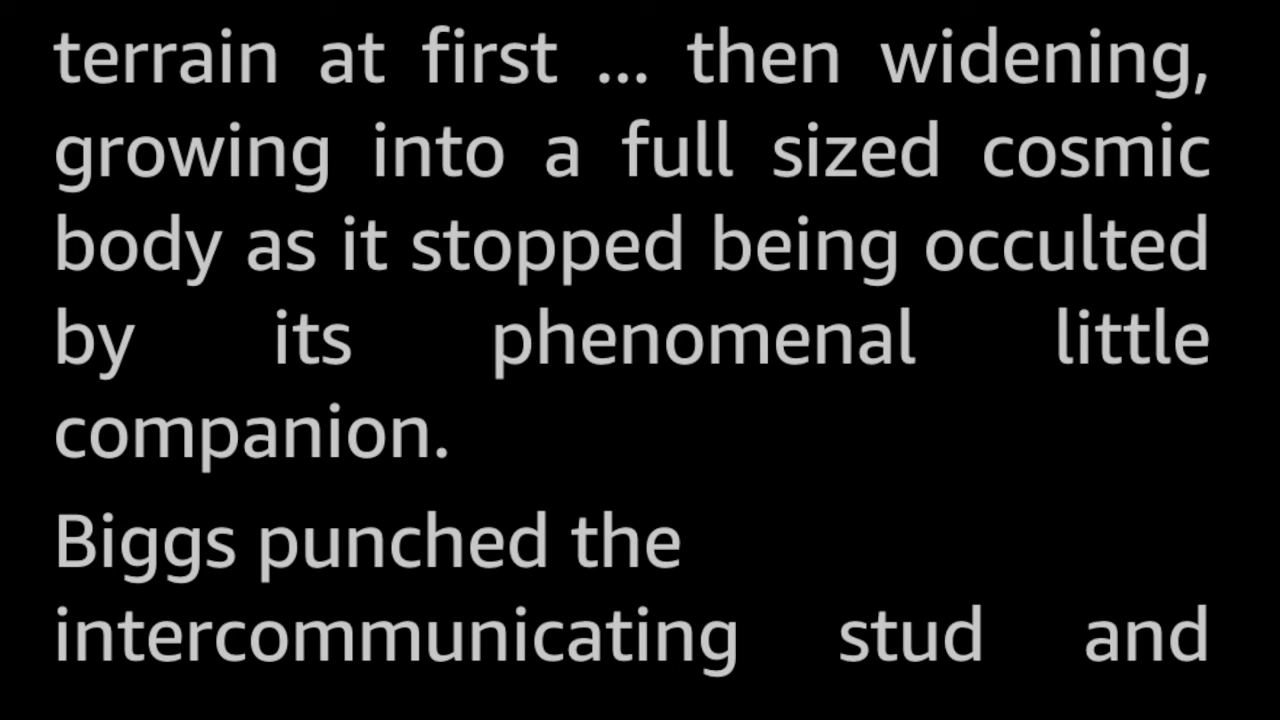 terrain at first ... then widening,
growing into a full sized cosmic
body as it stopped being occulted
by its phenomenal little
companion.
Biggs punched the
intercommunicating stud and